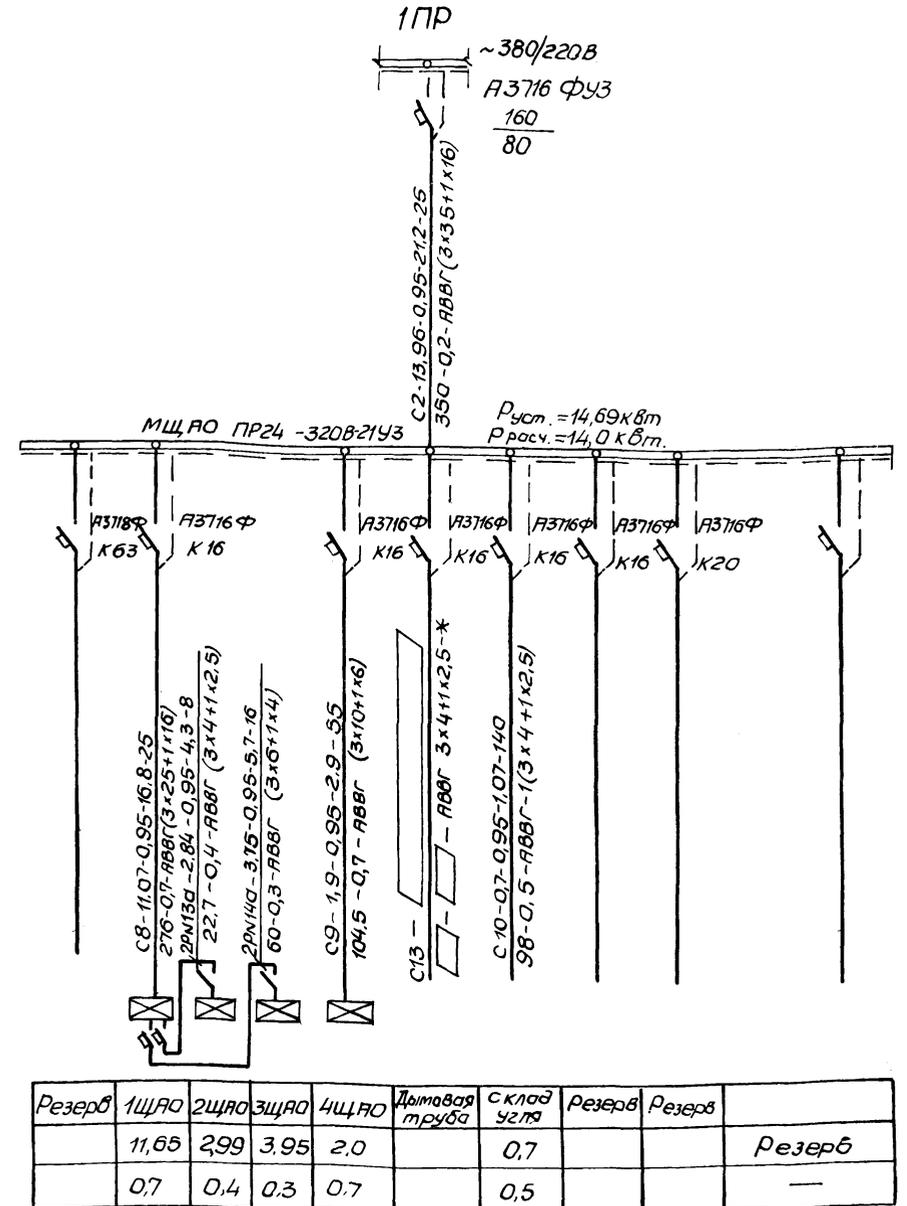 1ПР
~380/220В
А3716 ФУЗ
160
80
С2-13,96-0,95-21,2-25
350-0,2-АВВГ(3×35+1×16)
МЩАО ПР24 -320В-21УЗ
Руст.=14,69квт
Ррасч.=14,0 квт.
А3718Ф
К63
А3716Ф
К16
А3716Ф
К16
А3716Ф
К16
А3716Ф
К16
А3716Ф
К16
А3716Ф
К20
С8-11.07-0,95-16.8-25
276-0,7-АВВГ(3×25+1×16)
2РN13а-2.84-0,95-4,3-8
22.7-0,4-АВВГ (3×4+1×2,5)
2РN14а-3,15-0,95-5,7-16
60-0,3-АВВГ (3×6+1×4)
С9-1,9-0,95-2.9-55
104.5-0,7-АВВГ (3×10+1×6)
С13 —
— — АВВГ 3×4+1×2,5-*
С10-0,7-0,95-1,07-140
98-0,5-АВВГ-1(3×4+1×2,5)
Резерв 1ЩАО 2ЩАО 3ЩАО 4ЩАО Дымовая труба Склад угля Резерв Резерв
11,65 2,99 3,95 2,0 0,7 Резерв
0,7 0,4 0,3 0,7 0,5 —